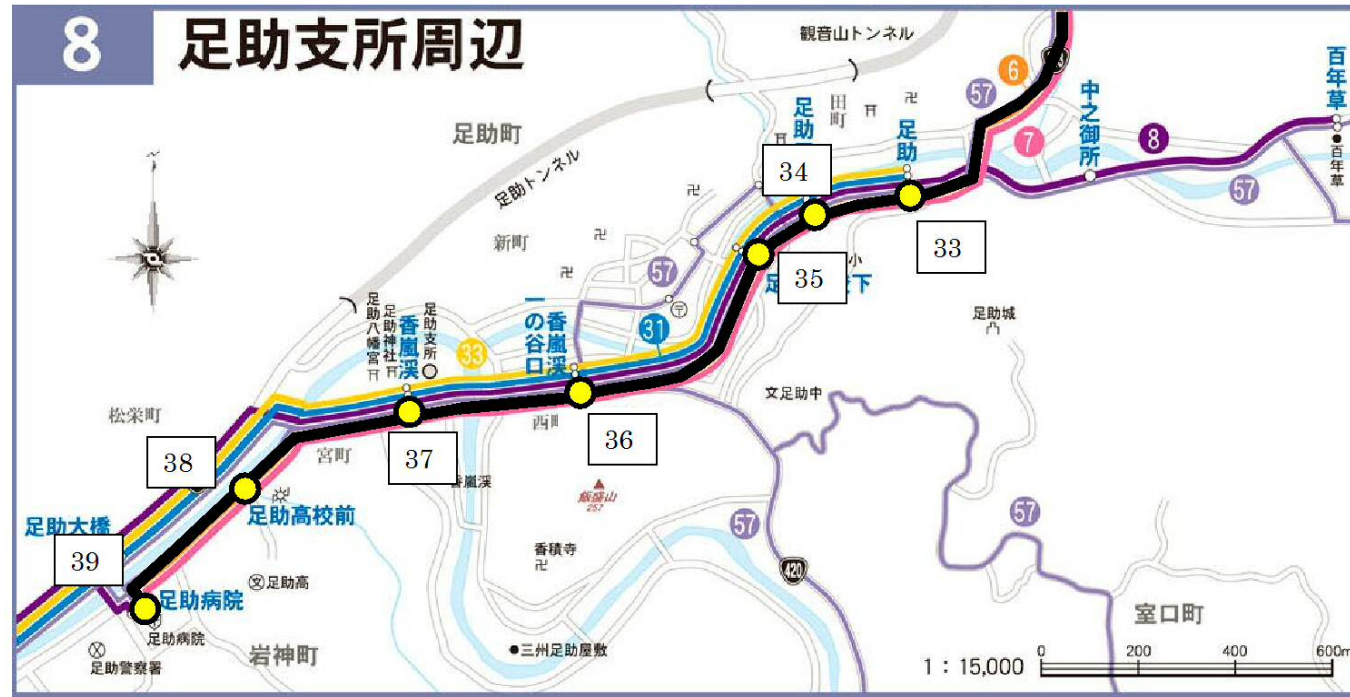 8
足助支所周辺
観音山トンネル
6
57
百年草
足助町
田町
足助
中之御所
7
8
百年草
57
足助トンネル
34
新町
33
57
35
小
足助八幡宮
足助神社
香嵐渓
足助支所
33
一の谷口
香嵐渓
31
足助城
文足助中
松栄町
宮町
37
36
38
香嵐渓
飯盛山
257
足助高校前
57
57
足助大橋
39
香積寺
420
文足助高
足助病院
足助病院
足助警察署
岩神町
三州足助屋敷
室口町
1：15,000
0 200 400 600m